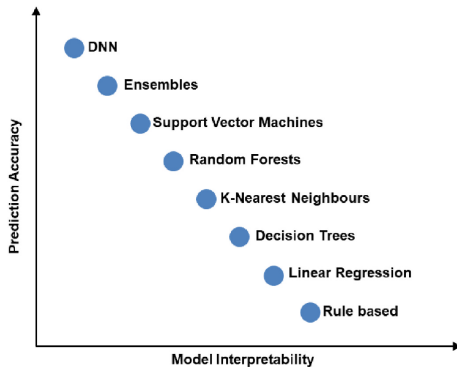 DNN
Ensembles
Support Vector Machines
Random Forests
K-Nearest Neighbours
Decision Trees
Linear Regression
Rule based
Prediction Accuracy
Model Interpretability